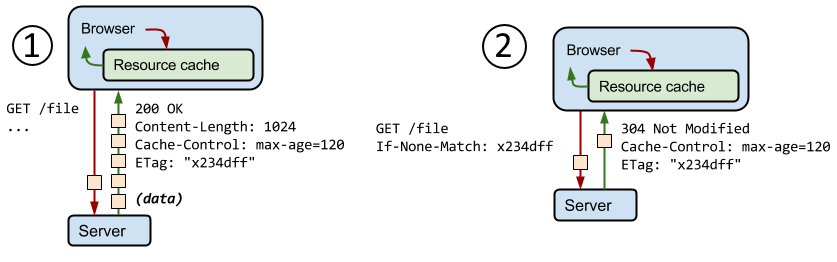 1
Browser
Resource cache
GET /file
...
200 OK
Content-Length: 1024
Cache-Control: max-age=120
ETag: "x234dff"
(data)
Server
2
Browser
Resource cache
GET /file
If-None-Match: x234dff
304 Not Modified
Cache-Control: max-age=120
ETag: "x234dff"
Server